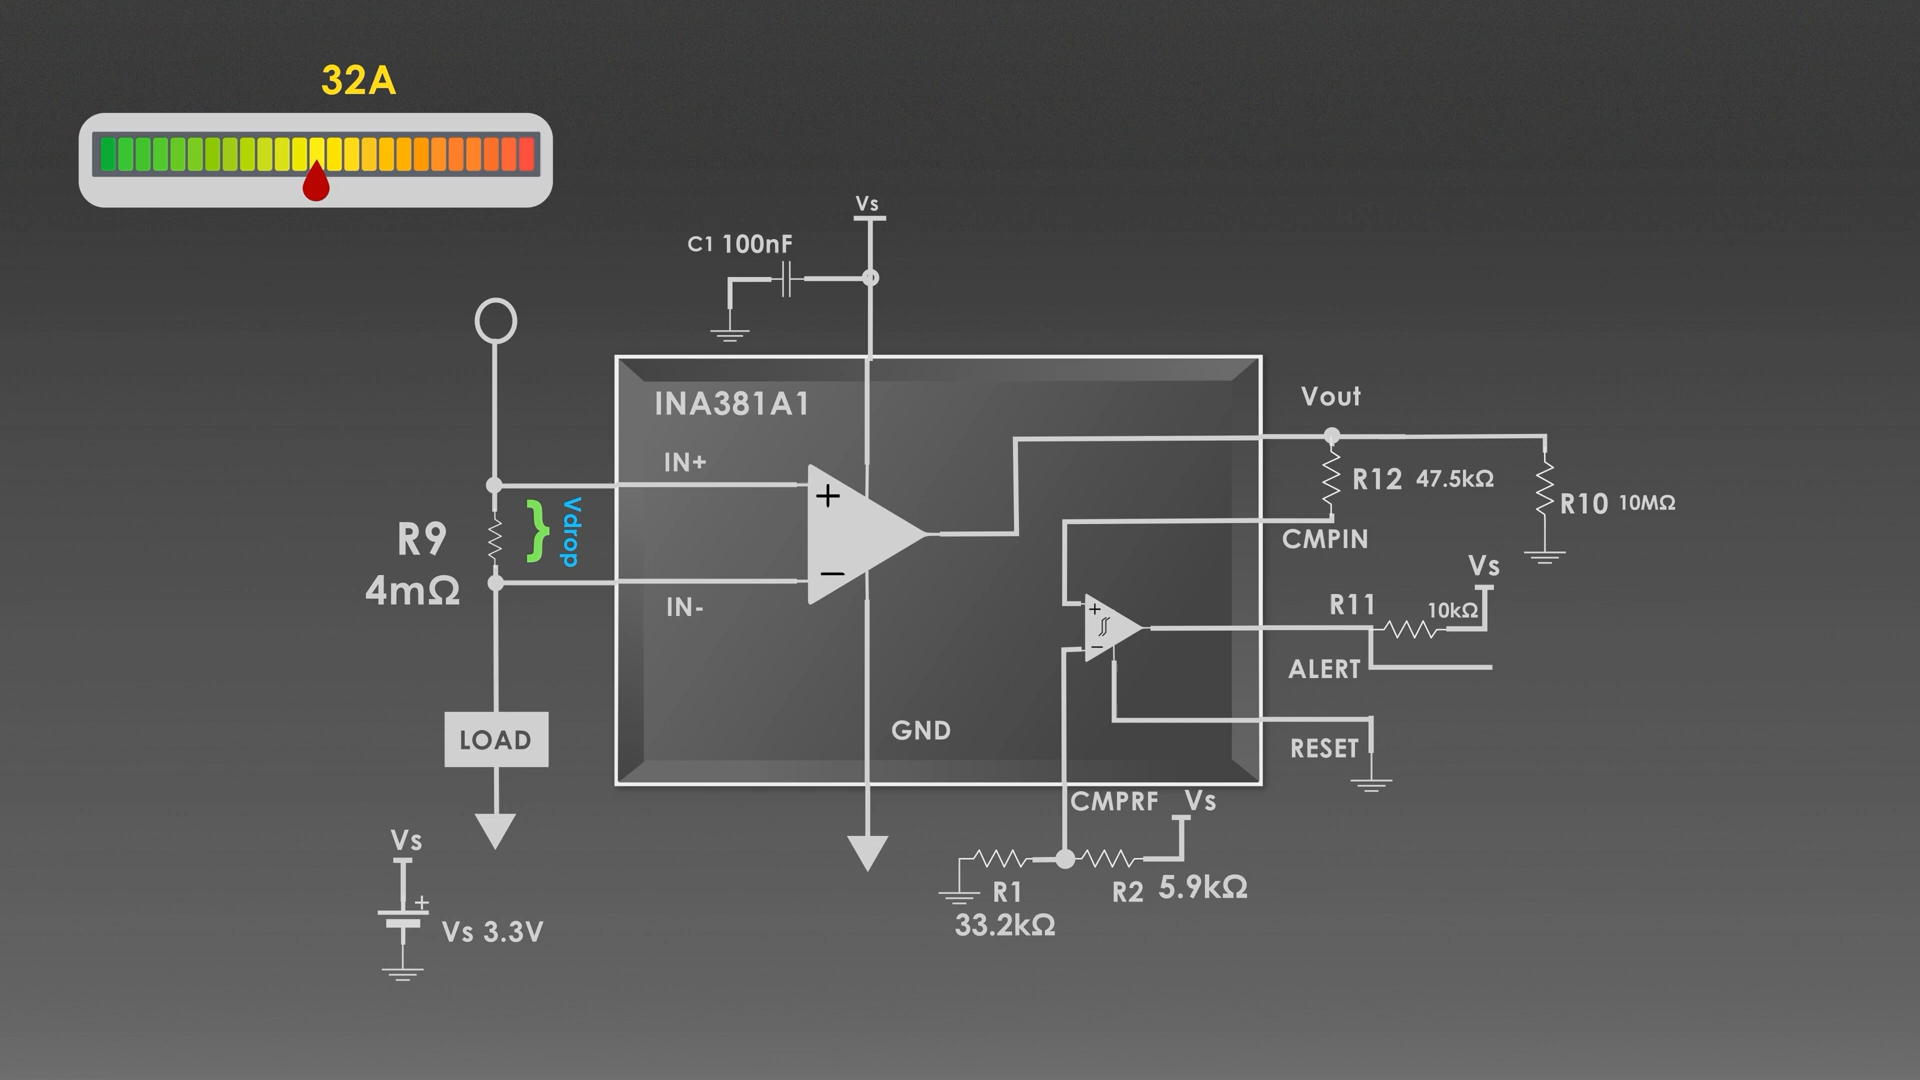 32A
Vs
C1 100nF
INA381A1
Vout
IN+
R12 47.5kΩ
Vdrop
R10 10MΩ
R9
4mΩ
CMPIN
Vs
IN-
R11 10kΩ
ALERT
GND
LOAD
RESET
CMPRF Vs
Vs
R1
R2 5.9kΩ
33.2kΩ
Vs 3.3V